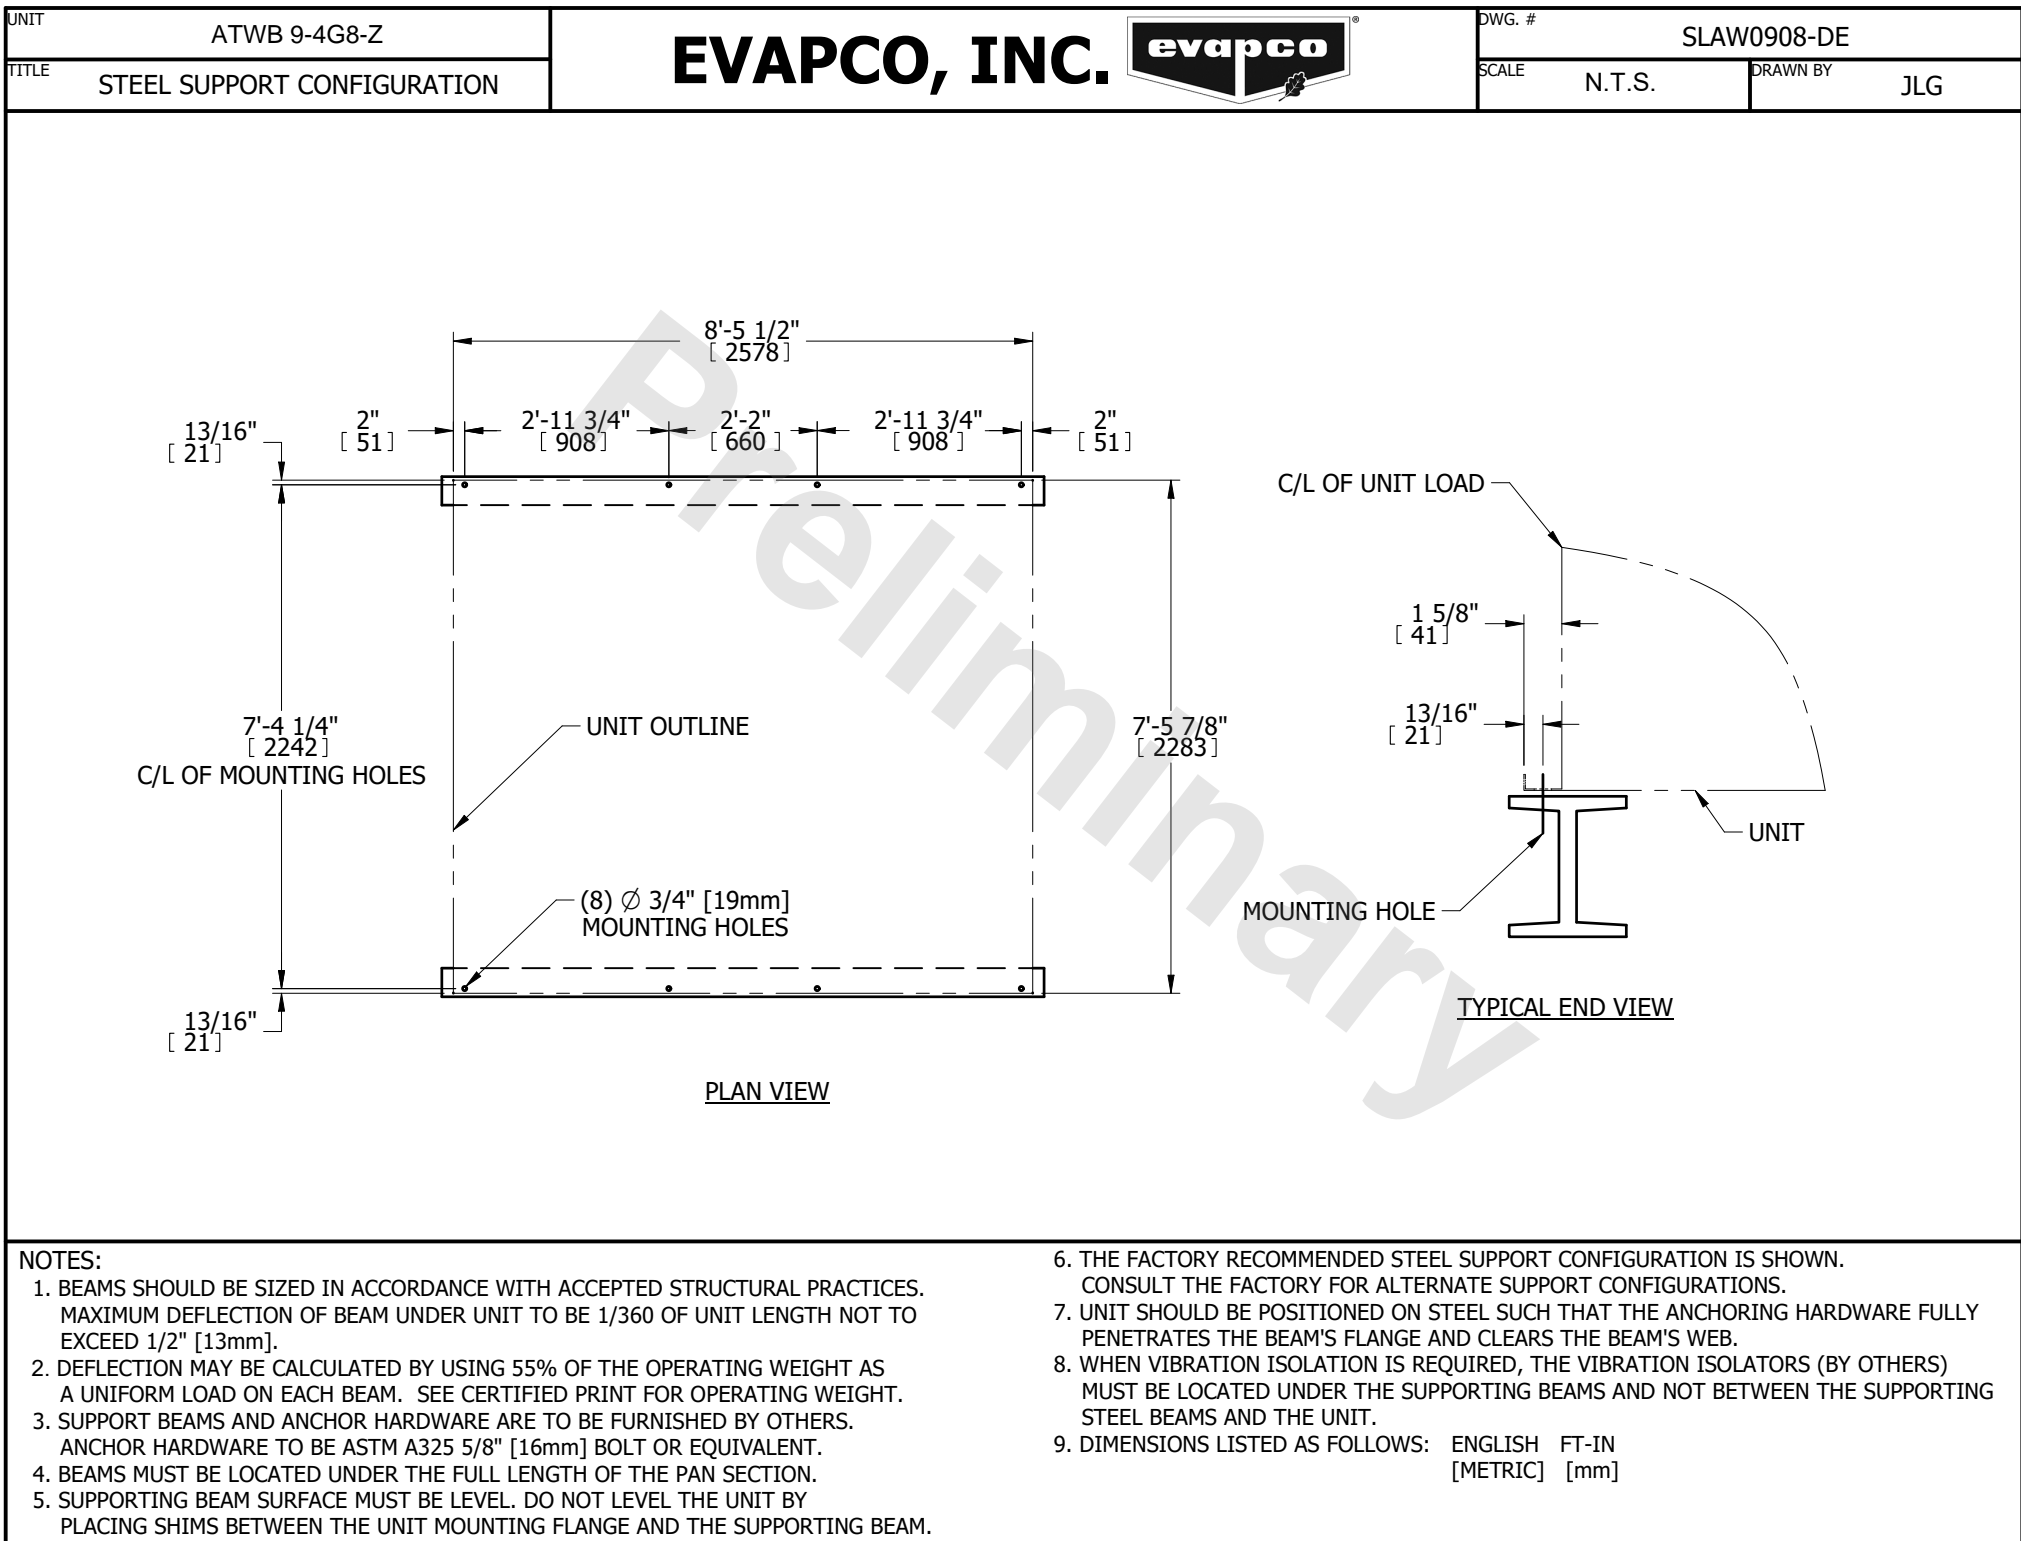 UNIT
ATWB 9-4G8-Z
TITLE
STEEL SUPPORT CONFIGURATION
EVAPCO, INC.
evapco
®
DWG. #
SLAW0908-DE
SCALE
N.T.S.
DRAWN BY
JLG
8'-5 1/2"
[ 2578 ]
13/16"
[ 21 ]
2"
[ 51 ]
2'-11 3/4"
[ 908 ]
2'-2"
[ 660 ]
2'-11 3/4"
[ 908 ]
2"
[ 51 ]
7'-4 1/4"
[ 2242 ]
C/L OF MOUNTING HOLES
UNIT OUTLINE
7'-5 7/8"
[ 2283 ]
(8) ∅ 3/4" [19mm]
MOUNTING HOLES
13/16"
[ 21 ]
PLAN VIEW
C/L OF UNIT LOAD
1 5/8"
[ 41 ]
13/16"
[ 21 ]
UNIT
MOUNTING HOLE
TYPICAL END VIEW
Preliminary
NOTES:
1. BEAMS SHOULD BE SIZED IN ACCORDANCE WITH ACCEPTED STRUCTURAL PRACTICES.
MAXIMUM DEFLECTION OF BEAM UNDER UNIT TO BE 1/360 OF UNIT LENGTH NOT TO
EXCEED 1/2" [13mm].
2. DEFLECTION MAY BE CALCULATED BY USING 55% OF THE OPERATING WEIGHT AS
A UNIFORM LOAD ON EACH BEAM. SEE CERTIFIED PRINT FOR OPERATING WEIGHT.
3. SUPPORT BEAMS AND ANCHOR HARDWARE ARE TO BE FURNISHED BY OTHERS.
ANCHOR HARDWARE TO BE ASTM A325 5/8" [16mm] BOLT OR EQUIVALENT.
4. BEAMS MUST BE LOCATED UNDER THE FULL LENGTH OF THE PAN SECTION.
5. SUPPORTING BEAM SURFACE MUST BE LEVEL. DO NOT LEVEL THE UNIT BY
PLACING SHIMS BETWEEN THE UNIT MOUNTING FLANGE AND THE SUPPORTING BEAM.
6. THE FACTORY RECOMMENDED STEEL SUPPORT CONFIGURATION IS SHOWN.
CONSULT THE FACTORY FOR ALTERNATE SUPPORT CONFIGURATIONS.
7. UNIT SHOULD BE POSITIONED ON STEEL SUCH THAT THE ANCHORING HARDWARE FULLY
PENETRATES THE BEAM'S FLANGE AND CLEARS THE BEAM'S WEB.
8. WHEN VIBRATION ISOLATION IS REQUIRED, THE VIBRATION ISOLATORS (BY OTHERS)
MUST BE LOCATED UNDER THE SUPPORTING BEAMS AND NOT BETWEEN THE SUPPORTING
STEEL BEAMS AND THE UNIT.
9. DIMENSIONS LISTED AS FOLLOWS: ENGLISH FT-IN
[METRIC] [mm]